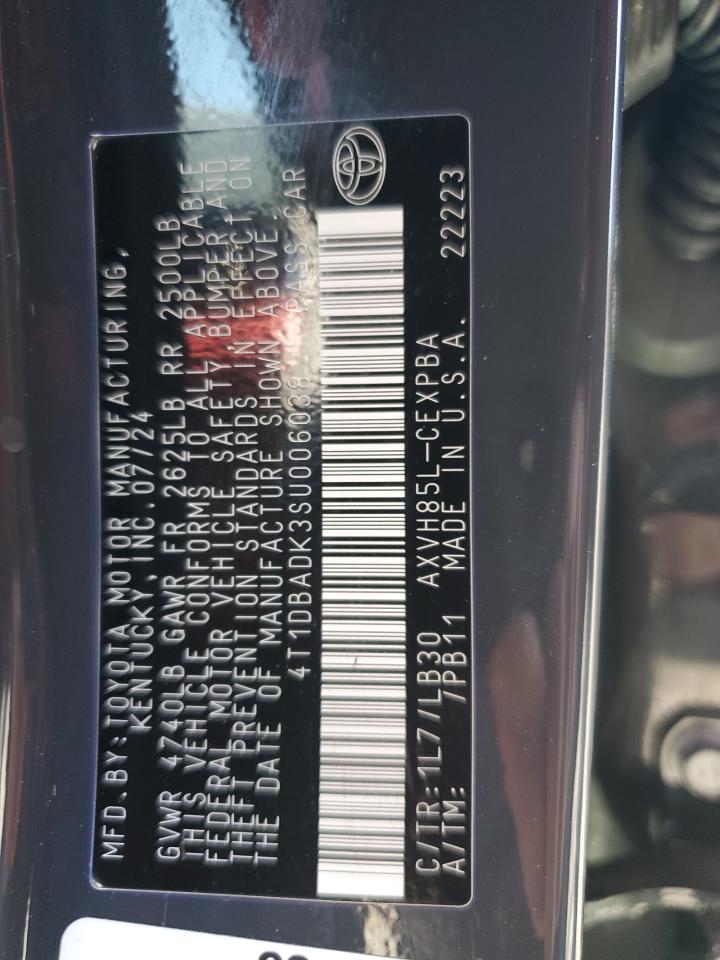 MFD.BY:TOYOTA MOTOR MANUFACTURING,
KENTUCKY,INC.07/24
GVWR 4740LB GAWR FR 2625LB RR 2500LB
THIS VEHICLE CONFORMS TO ALL APPLICABLE
FEDERAL MOTOR VEHICLE SAFETY BUMPER,AND
THEFT PREVENTION STANDARDS IN EFFECT ON
THE DATE OF MANUFACTURE SHOWN ABOVE.
4T1DBADK3SU006038 PASS.CAR
C/TR:1L7/LB30 AXVH85L-CEXPBA
A/TM: 7PB11 MADE IN U.S.A. 22223